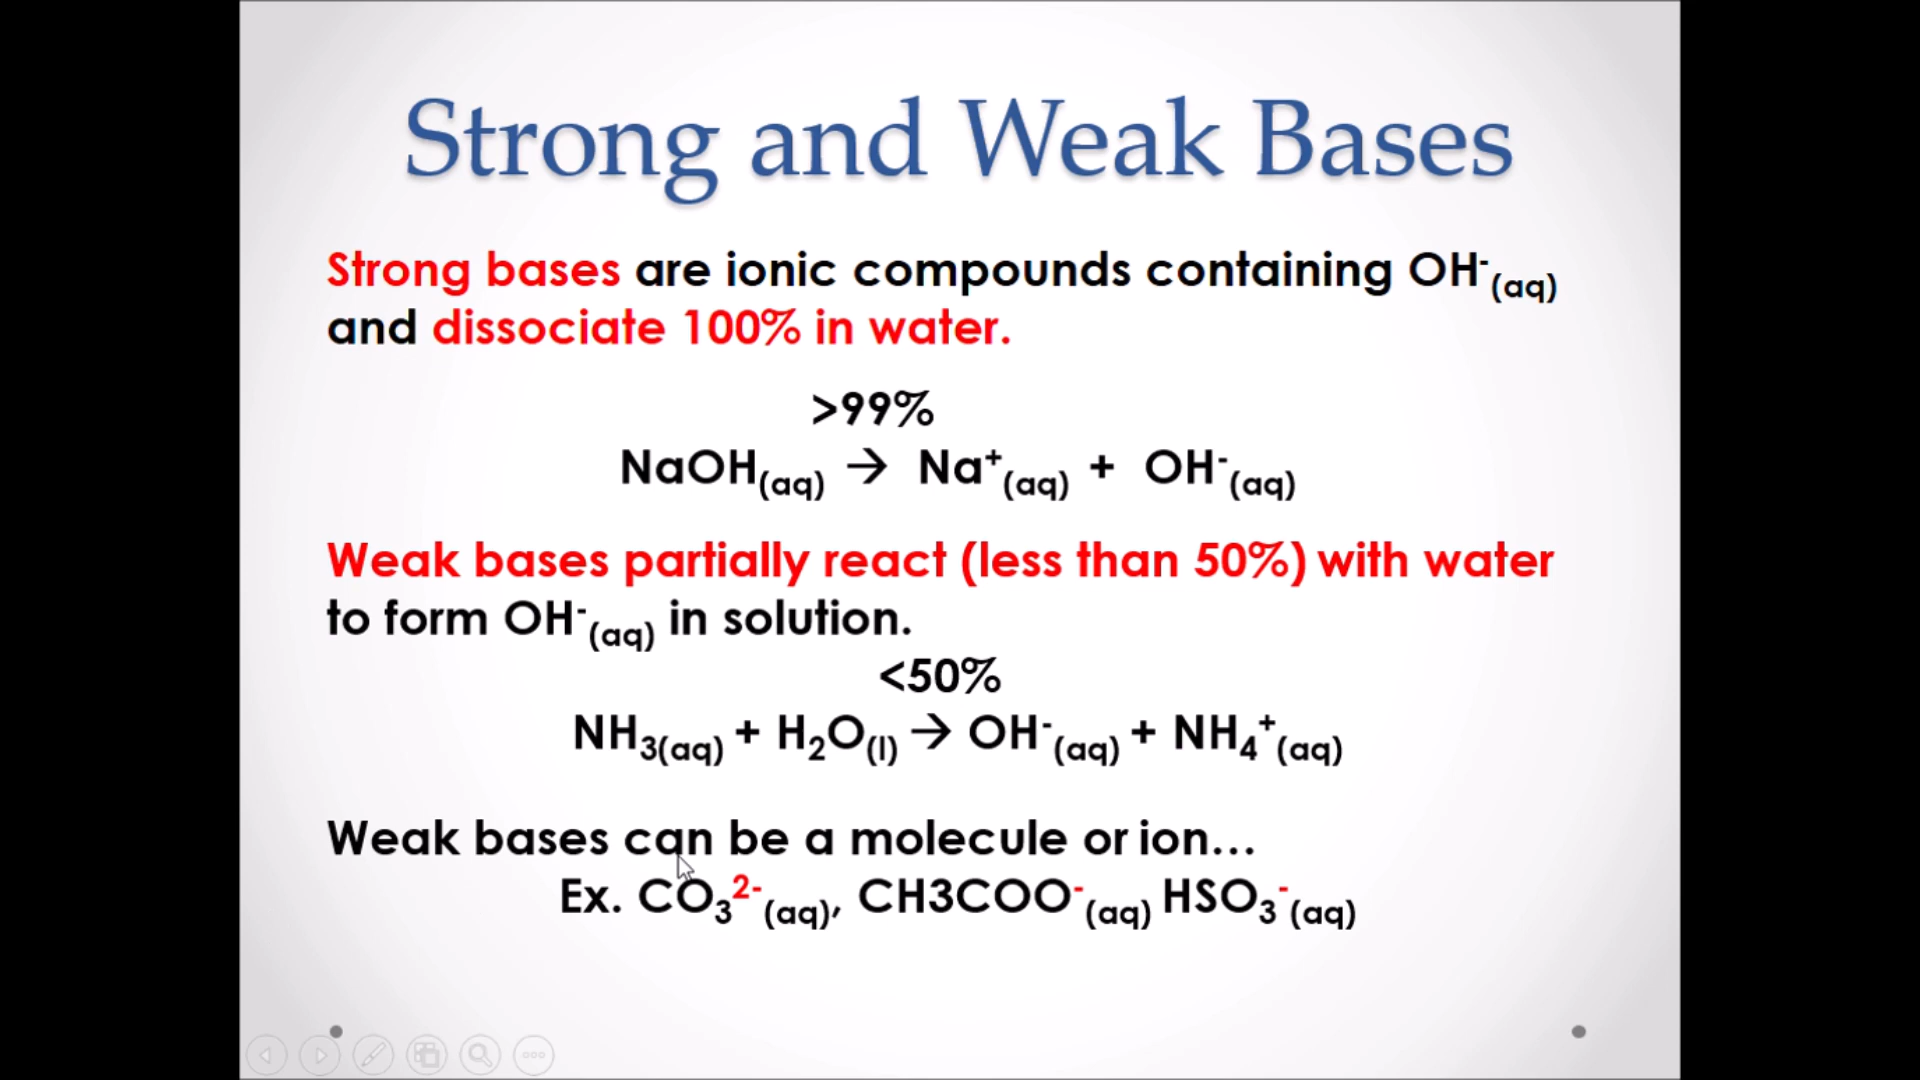 Strong and Weak Bases
Strong bases are ionic compounds containing OH⁻(aq)
and dissociate 100% in water.
>99%
NaOH(aq) → Na⁺(aq) + OH⁻(aq)
Weak bases partially react (less than 50%) with water
to form OH⁻(aq) in solution.
<50%
NH₃(aq) + H₂O(l) → OH⁻(aq) + NH₄⁺(aq)
Weak bases can be a molecule or ion...
Ex. CO₃²⁻(aq), CH3COO⁻(aq) HSO₃⁻(aq)